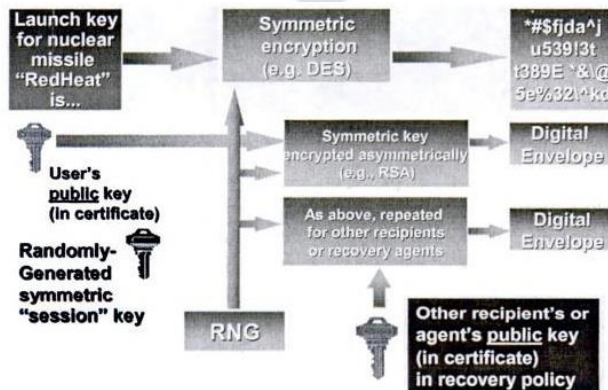 Launch key
for nuclear
missile
"RedHeat"
is...
Symmetric
encryption
(e.g. DES)
*#$fjda^j
u539!3t
t389E *&\@
5e%32\^kd
User's
public key
(in certificate)
Symmetric key
encrypted asymmetrically
(e.g., RSA)
Digital
Envelope
As above, repeated
for other recipients
or recovery agents
Digital
Envelope
Randomly-
Generated
symmetric
"session" key
RNG
Other recipient's or
agent's public key
(in certificate)
in recovery policy